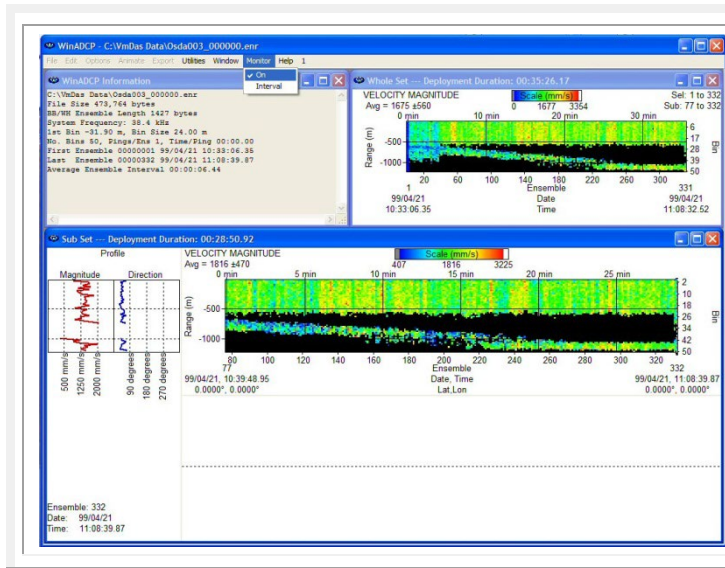 WinADCP - C:\VmDas Data\Osda003_000000.enr
File Edit Options Animate Export Utilities Window Monitor Help 1
On
Interval
WinADCP Information
C:\VmDas Data\Osda003_000000.enr
File Size 473,764 bytes
BB/WH Ensemble Length 1427 bytes
System Frequency: 38.4 kHz
1st Bin -31.90 m, Bin Size 24.00 m
No. Bins 50, Pings/Ens 1, Time/Ping 00:00.00
First Ensemble 00000001 99/04/21 10:33:06.35
Last Ensemble 00000332 99/04/21 11:08:39.87
Average Ensemble Interval 00:00:06.44
Whole Set --- Deployment Duration: 00:35:26.17
VELOCITY MAGNITUDE
Scale (mm/s)
Sel: 1 to 332
Avg = 1675 ±560
0 1677 3354
Sub: 77 to 332
0 min 10 min 20 min 30 min
Range (m)
-500
-1000
6
17
28
39
50
Bin
20 60 100 140 180 220 260 300
1 Ensemble 331
99/04/21 Date 99/04/21
10:33:06.35 Time 11:08:32.52
Sub Set --- Deployment Duration: 00:28:50.92
Profile
Magnitude Direction
500 mm/s
1250 mm/s
2000 mm/s
90 degrees
180 degrees
270 degrees
VELOCITY MAGNITUDE
Scale (mm/s)
Avg = 1816 ±470
407 1816 3225
0 min 5 min 10 min 15 min 20 min 25 min
Range (m)
-500
-1000
2
10
18
26
34
42
50
Bin
80 100 120 140 160 180 200 220 240 260 280 300 320
77 Ensemble 332
99/04/21, 10:39:48.95 Date, Time 99/04/21, 11:08:39.87
0.0000°, 0.0000° Lat,Lon 0.0000°, 0.0000°
Ensemble: 332
Date: 99/04/21
Time: 11:08:39.87